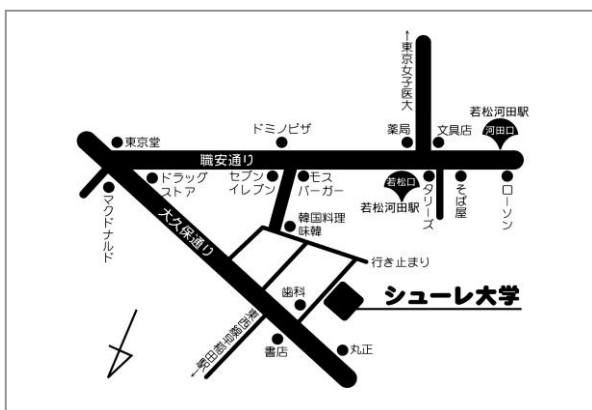 ←東京女子医大
若松河田駅
河田口
ドミノピザ
薬局
文具店
東京堂
職安通り
ドラッグ
ストア
セブン
イレブン
モス
バーガー
若松口
若松河田駅
タリーズ
そば屋
ローソン
マクドナルド
大久保通り
韓国料理
味韓
行き止まり
シューレ大学
歯科
東西線早稲田駅→
書店
丸正